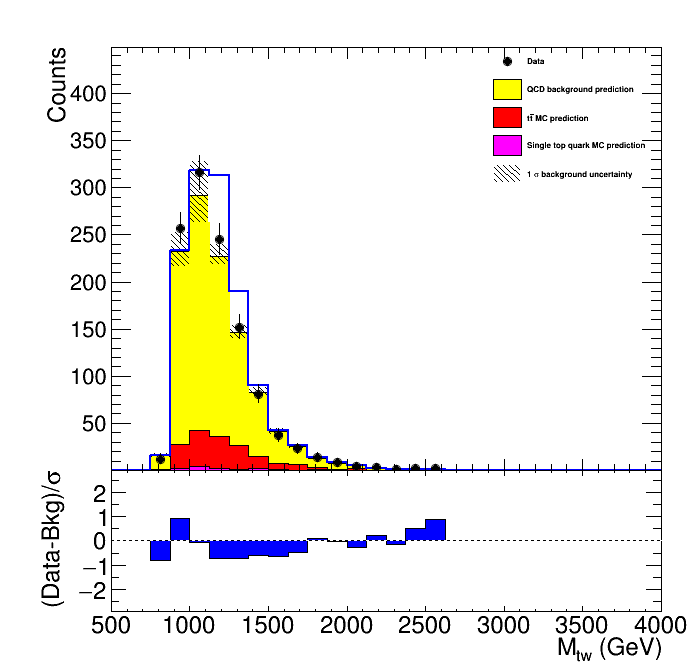 Counts
400
350
300
250
200
150
100
50
Data
QCD background prediction
tt̄ MC prediction
Single top quark MC prediction
1 σ background uncertainty
(Data-Bkg)/σ
2
1
0
−1
−2
500 1000 1500 2000 2500 3000 3500 4000
M_tw (GeV)